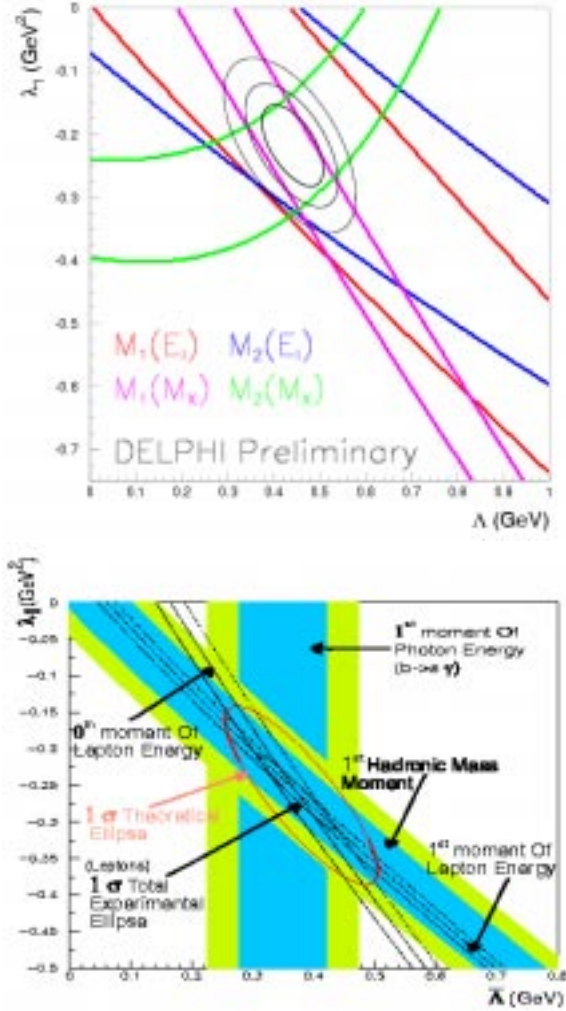 λ₁ (GeV²)
0
-0.1
-0.2
-0.3
-0.4
-0.5
-0.6
-0.7
M₁(Eₗ) M₂(Eₗ)
M₁(Mₓ) M₂(Mₓ)
DELPHI Preliminary
0 0.1 0.2 0.3 0.4 0.5 0.6 0.7 0.8 0.9 1
Λ (GeV)
(GeV²)
0
-0.05
-0.1
-0.15
-0.2
-0.25
-0.3
-0.35
-0.4
-0.45
-0.5
1ˢᵗ moment Of
Photon Energy
(b->s γ)
0ᵗʰ moment Of
Lepton Energy
1ˢᵗ Hadronic Mass
Moment
1 σ Theoretical
Ellipsa
1ˢᵗ moment Of
Lepton Energy
(Leptons)
1 σ Total
Experimental
Ellipsa
0 0.1 0.2 0.3 0.4 0.5 0.6 0.7 0.8
Λ̄ (GeV)